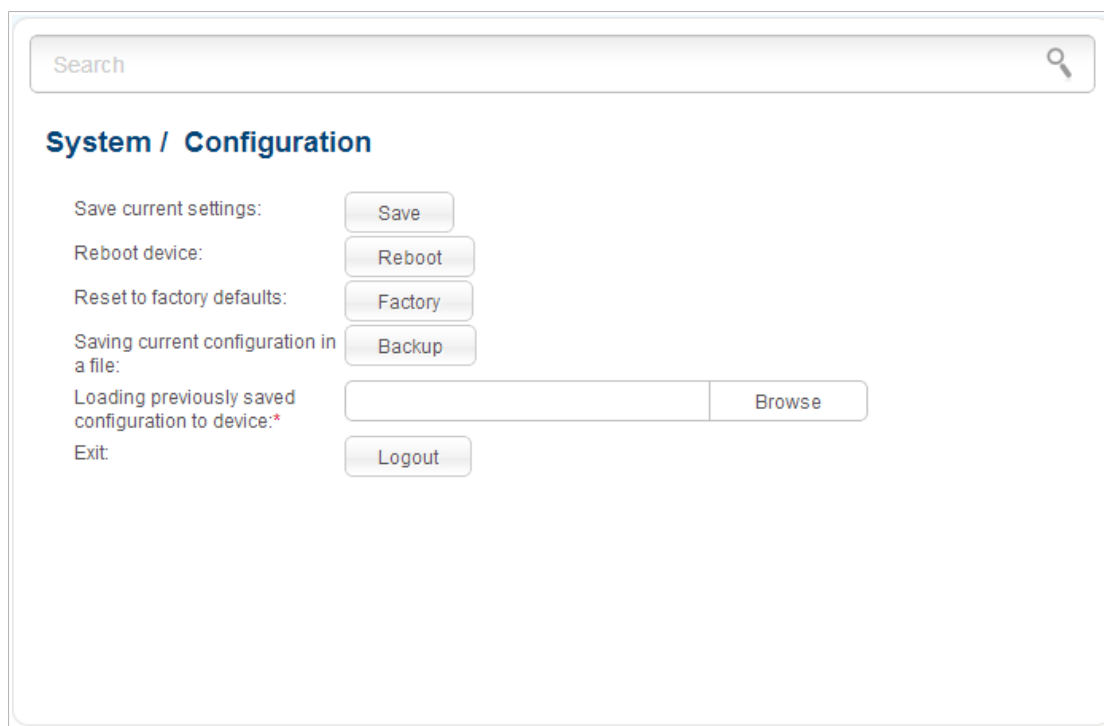 Search
System /  Configuration
Save current settings: Save
Reboot device: Reboot
Reset to factory defaults: Factory
Saving current configuration in
a file: Backup
Loading previously saved
configuration to device:* Browse
Exit: Logout